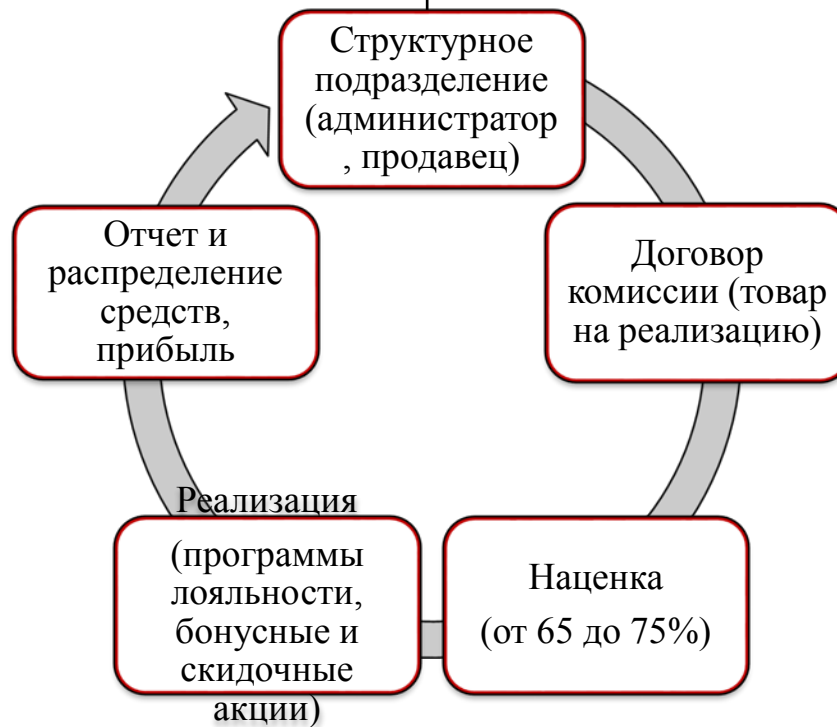 Структурное
подразделение
(администратор
, продавец)
Договор
комиссии (товар
на реализацию)
Наценка
(от 65 до 75%)
Реализация
(программы
лояльности,
бонусные и
скидочные
акции)
Отчет и
распределение
средств,
прибыль